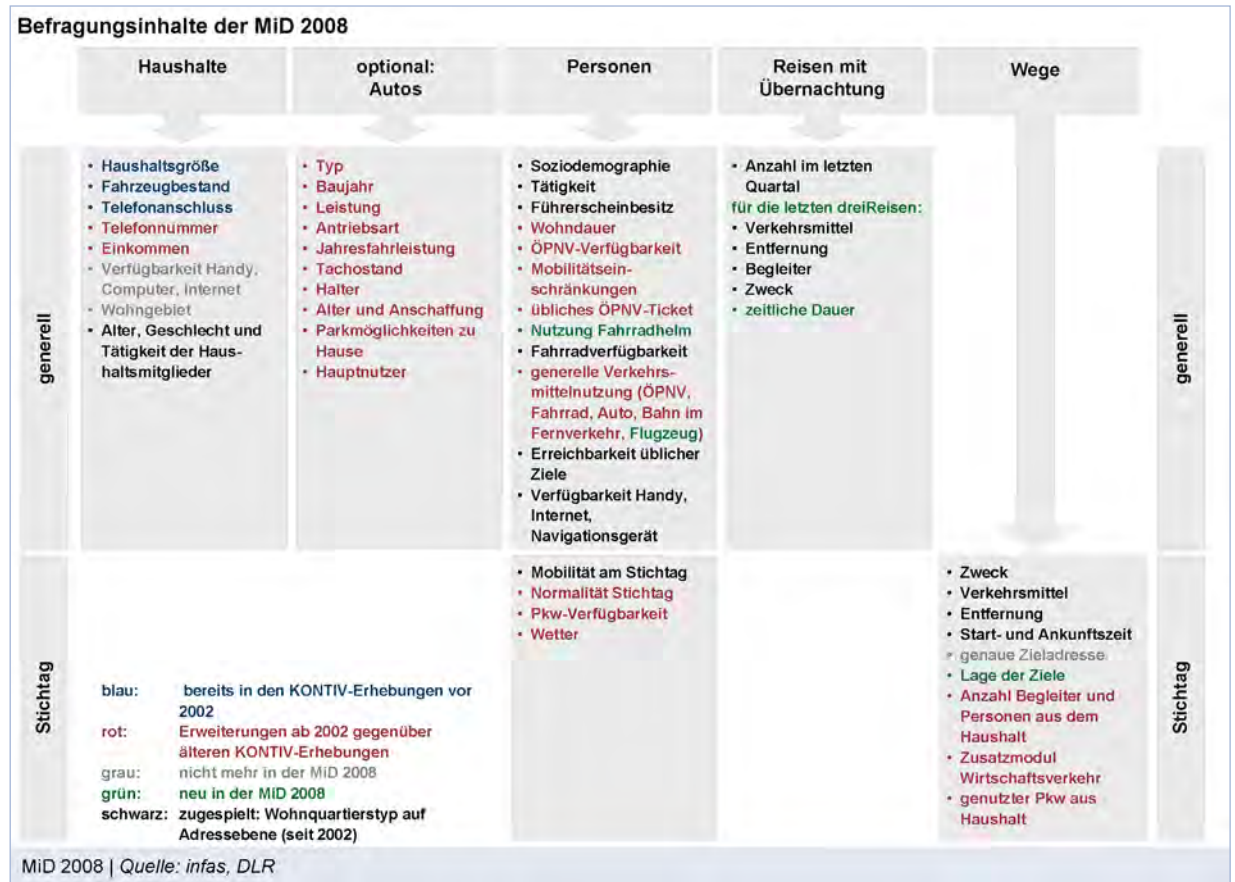 Befragungsinhalte der MiD 2008
Haushalte
optional:
Autos
Personen
Reisen mit
Übernachtung
Wege
generell
• Haushaltsgröße
• Fahrzeugbestand
• Telefonanschluss
• Telefonnummer
• Einkommen
• Verfügbarkeit Handy,
Computer, Internet
• Wohngebiet
• Alter, Geschlecht und
Tätigkeit der Haus-
haltsmitglieder
• Typ
• Baujahr
• Leistung
• Antriebsart
• Jahresfahrleistung
• Tachostand
• Halter
• Alter und Anschaffung
• Parkmöglichkeiten zu
Hause
• Hauptnutzer
• Soziodemographie
• Tätigkeit
• Führerscheinbesitz
• Wohndauer
• ÖPNV-Verfügbarkeit
• Mobilitätsein-
schränkungen
• übliches ÖPNV-Ticket
• Nutzung Fahrradhelm
• Fahrradverfügbarkeit
• generelle Verkehrs-
mittelnutzung (ÖPNV,
Fahrrad, Auto, Bahn im
Fernverkehr, Flugzeug)
• Erreichbarkeit üblicher
Ziele
• Verfügbarkeit Handy,
Internet,
Navigationsgerät
• Anzahl im letzten
Quartal
für die letzten dreiReisen:
• Verkehrsmittel
• Entfernung
• Begleiter
• Zweck
• zeitliche Dauer
generell
Stichtag
• Mobilität am Stichtag
• Normalität Stichtag
• Pkw-Verfügbarkeit
• Wetter
• Zweck
• Verkehrsmittel
• Entfernung
• Start- und Ankunftszeit
• genaue Zieladresse
• Lage der Ziele
• Anzahl Begleiter und
Personen aus dem
Haushalt
• Zusatzmodul
Wirtschaftsverkehr
• genutzter Pkw aus
Haushalt
Stichtag
blau: bereits in den KONTIV-Erhebungen vor
2002
rot: Erweiterungen ab 2002 gegenüber
älteren KONTIV-Erhebungen
grau: nicht mehr in der MiD 2008
grün: neu in der MiD 2008
schwarz: zugespielt: Wohnquartierstyp auf
Adressebene (seit 2002)
MiD 2008 | Quelle: infas, DLR